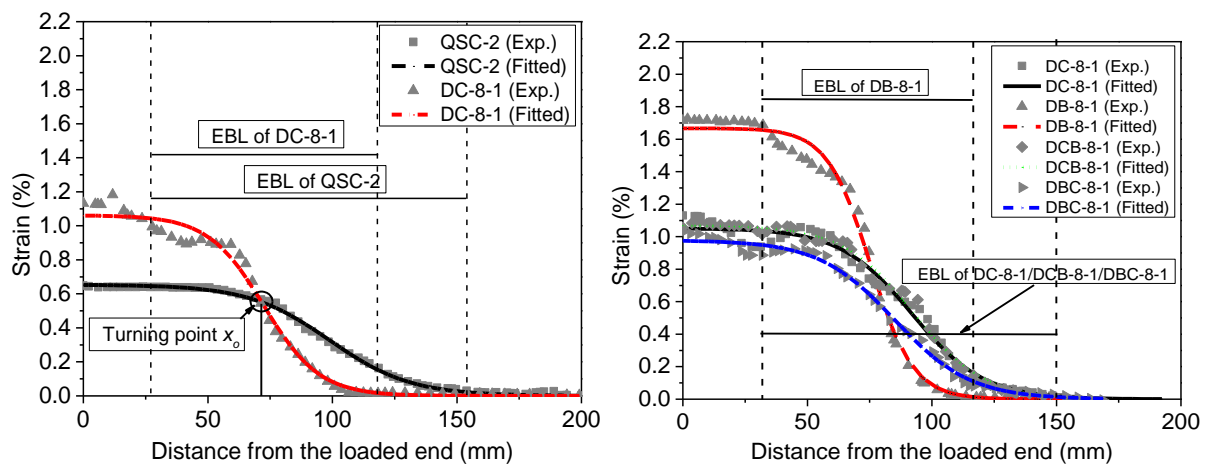 2.2
2.0
1.8
1.6
1.4
1.2
1.0
0.8
0.6
0.4
0.2
0.0
Strain (%)
QSC-2 (Exp.)
QSC-2 (Fitted)
DC-8-1 (Exp.)
DC-8-1 (Fitted)
EBL of DC-8-1
EBL of QSC-2
Turning point xo
0 50 100 150 200
Distance from the loaded end (mm)
2.2
2.0
1.8
1.6
1.4
1.2
1.0
0.8
0.6
0.4
0.2
0.0
Strain (%)
DC-8-1 (Exp.)
DC-8-1 (Fitted)
DB-8-1 (Exp.)
DB-8-1 (Fitted)
DCB-8-1 (Exp.)
DCB-8-1 (Fitted)
DBC-8-1 (Exp.)
DBC-8-1 (Fitted)
EBL of DB-8-1
EBL of DC-8-1/DCB-8-1/DBC-8-1
0 50 100 150 200
Distance from the loaded end (mm)